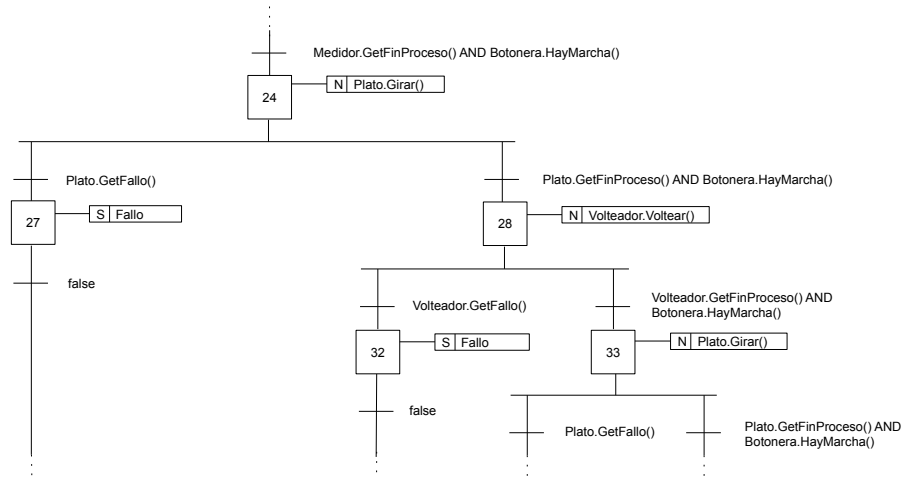 Medidor.GetFinProceso() AND Botonera.HayMarcha()
24
N Plato.Girar()
Plato.GetFallo()
Plato.GetFinProceso() AND Botonera.HayMarcha()
27
S Fallo
28
N Volteador.Voltear()
false
Volteador.GetFallo()
Volteador.GetFinProceso() AND
Botonera.HayMarcha()
32
S Fallo
33
N Plato.Girar()
false
Plato.GetFallo()
Plato.GetFinProceso() AND
Botonera.HayMarcha()